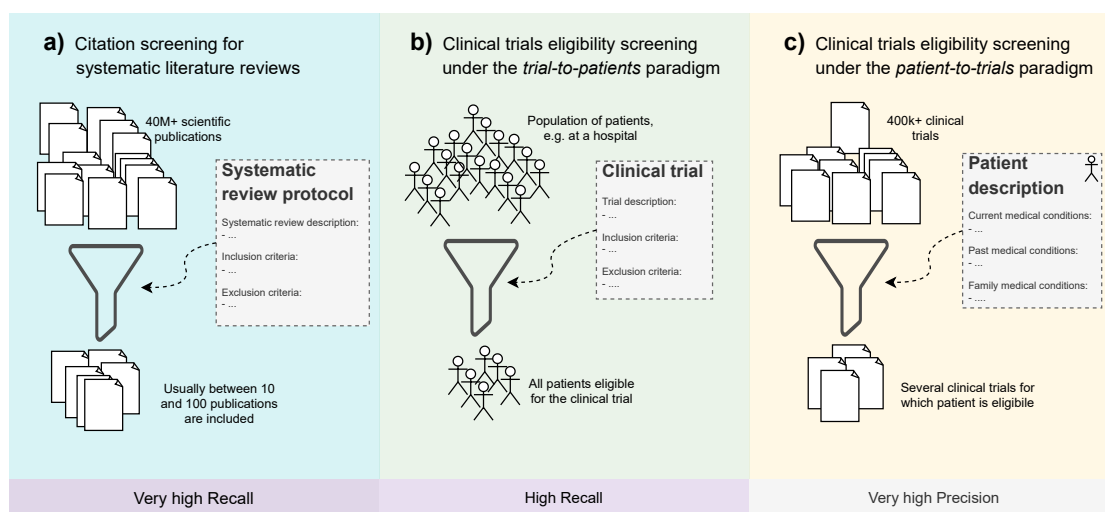 a) Citation screening for
systematic literature reviews
40M+ scientific
publications
Systematic
review protocol
Systematic review description:
- ...
Inclusion criteria:
- ...
Exclusion criteria:
- ...
Usually between 10
and 100 publications
are included
Very high Recall
b) Clinical trials eligibility screening
under the trial-to-patients paradigm
Population of patients,
e.g. at a hospital
Clinical trial
Trial description:
- ...
Inclusion criteria:
- ...
Exclusion criteria:
- ....
All patients eligible
for the clinical trial
High Recall
c) Clinical trials eligibility screening
under the patient-to-trials paradigm
400k+ clinical
trials
Patient
description
Current medical conditions:
- ...
Past medical conditions:
- ...
Family medical conditions:
- ....
Several clinical trials for
which patient is eligibile
Very high Precision